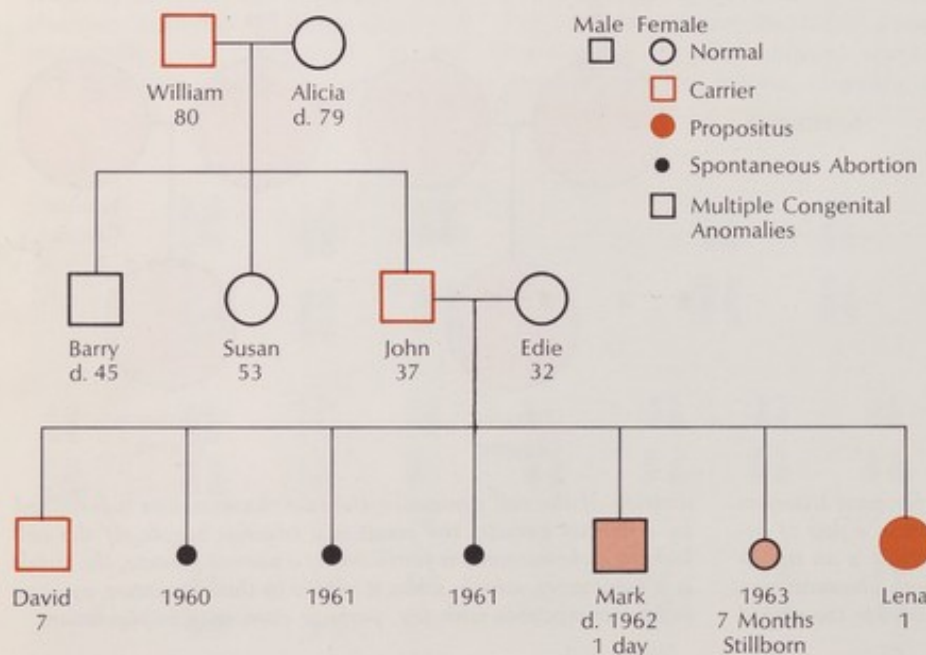 Male Female
Normal
Carrier
Propositus
Spontaneous Abortion
Multiple Congenital
Anomalies
William
80
Alicia
d. 79
Barry
d. 45
Susan
53
John
37
Edie
32
David
7
1960
1961
1961
Mark
d. 1962
1 day
1963
7 Months
Stillborn
Lena
1